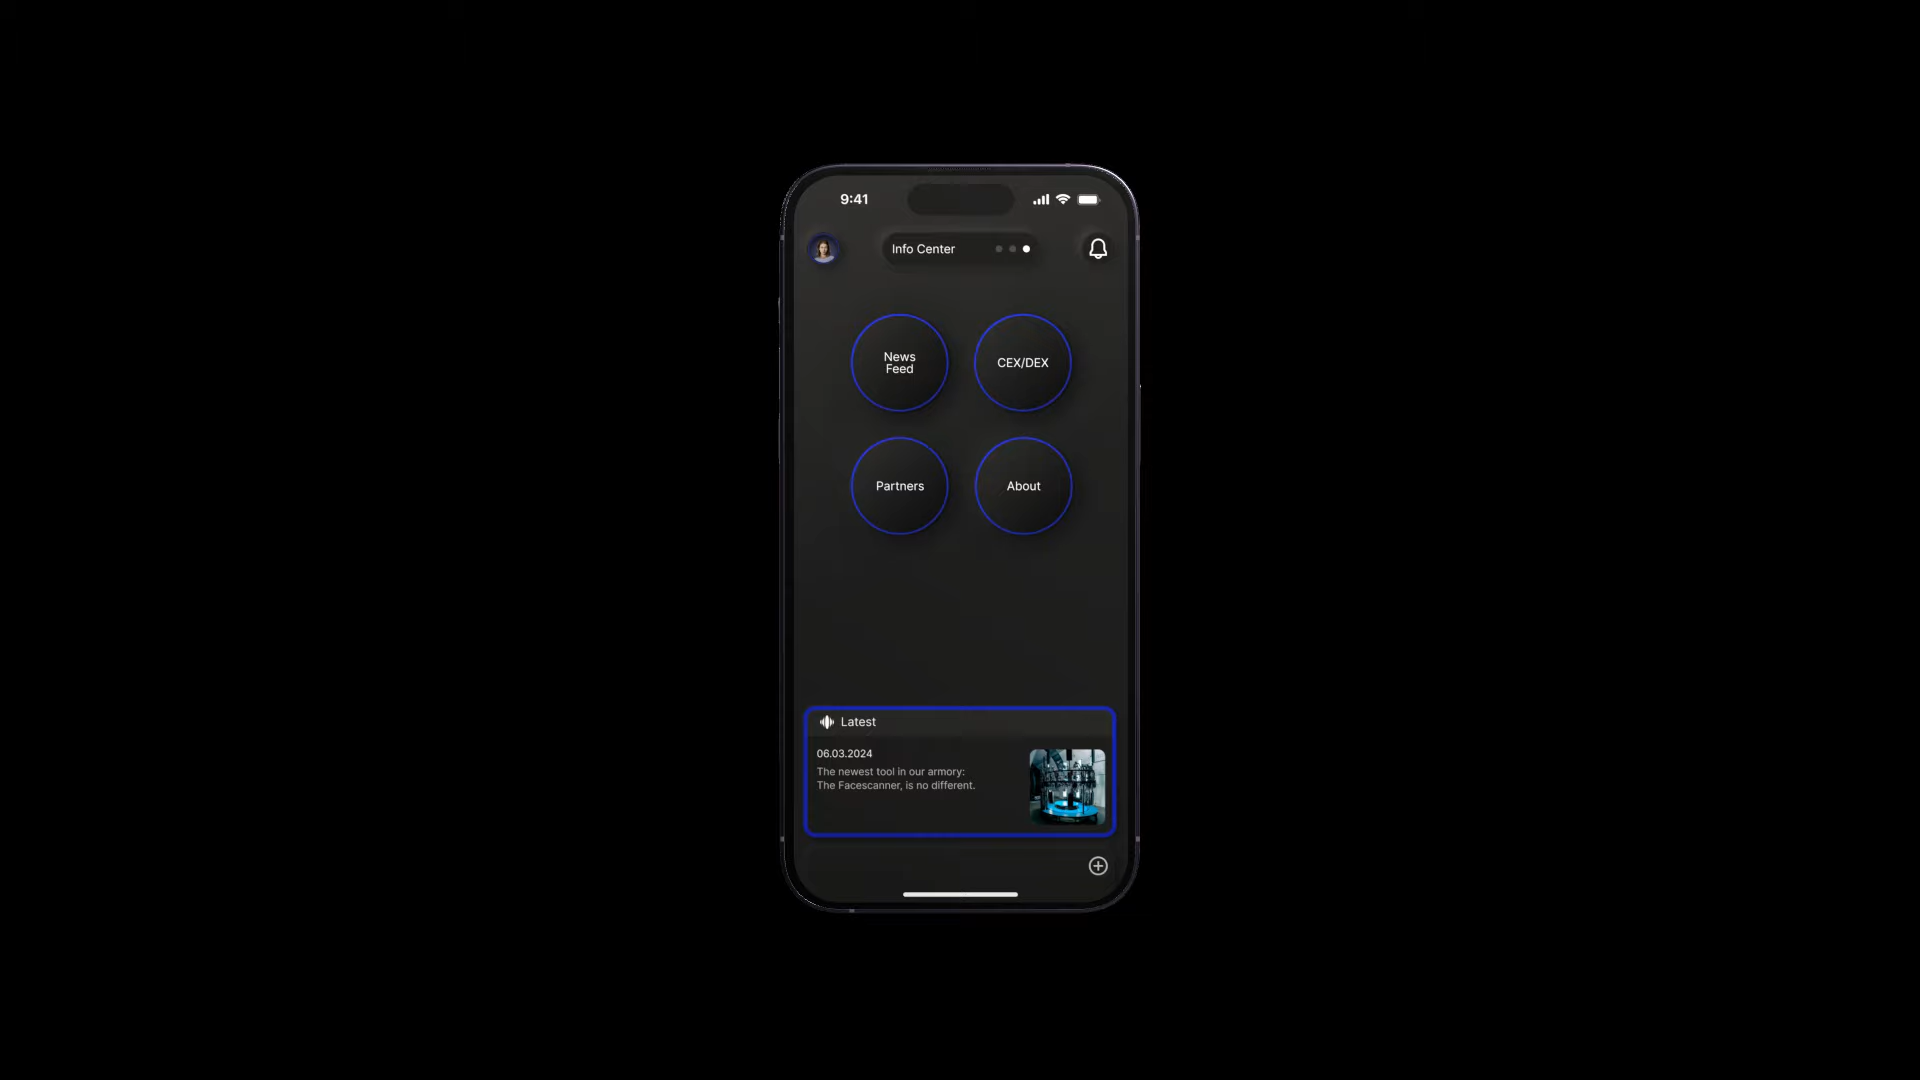 9:41
Info Center
News
Feed
CEX/DEX
Partners
About
Latest
06.03.2024
The newest tool in our armory:
The Facescanner, is no different.